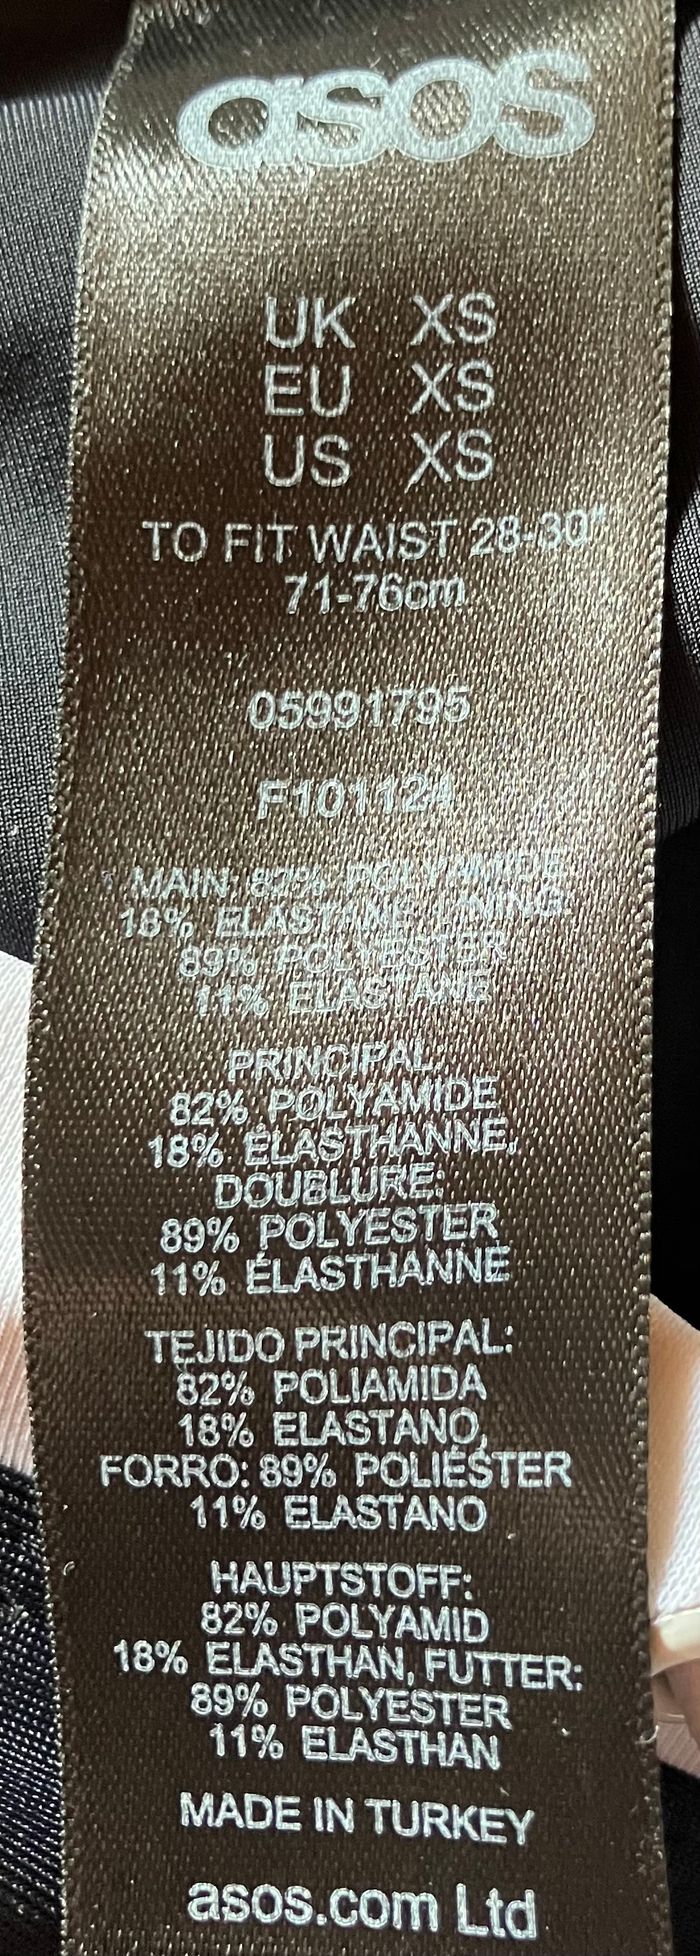 asos
UK XS
EU XS
US XS
TO FIT WAIST 28-30"
71-76cm
05991795
F101124
MAIN: 82% POLYAMIDE
18% ELASTANE, LINING:
89% POLYESTER
11% ELASTANE
PRINCIPAL:
82% POLYAMIDE
18% ÉLASTHANNE,
DOUBLURE:
89% POLYESTER
11% ÉLASTHANNE
TEJIDO PRINCIPAL:
82% POLIAMIDA
18% ELASTANO,
FORRO: 89% POLIÉSTER
11% ELASTANO
HAUPTSTOFF:
82% POLYAMID
18% ELASTHAN, FUTTER:
89% POLYESTER
11% ELASTHAN
MADE IN TURKEY
asos.com Ltd